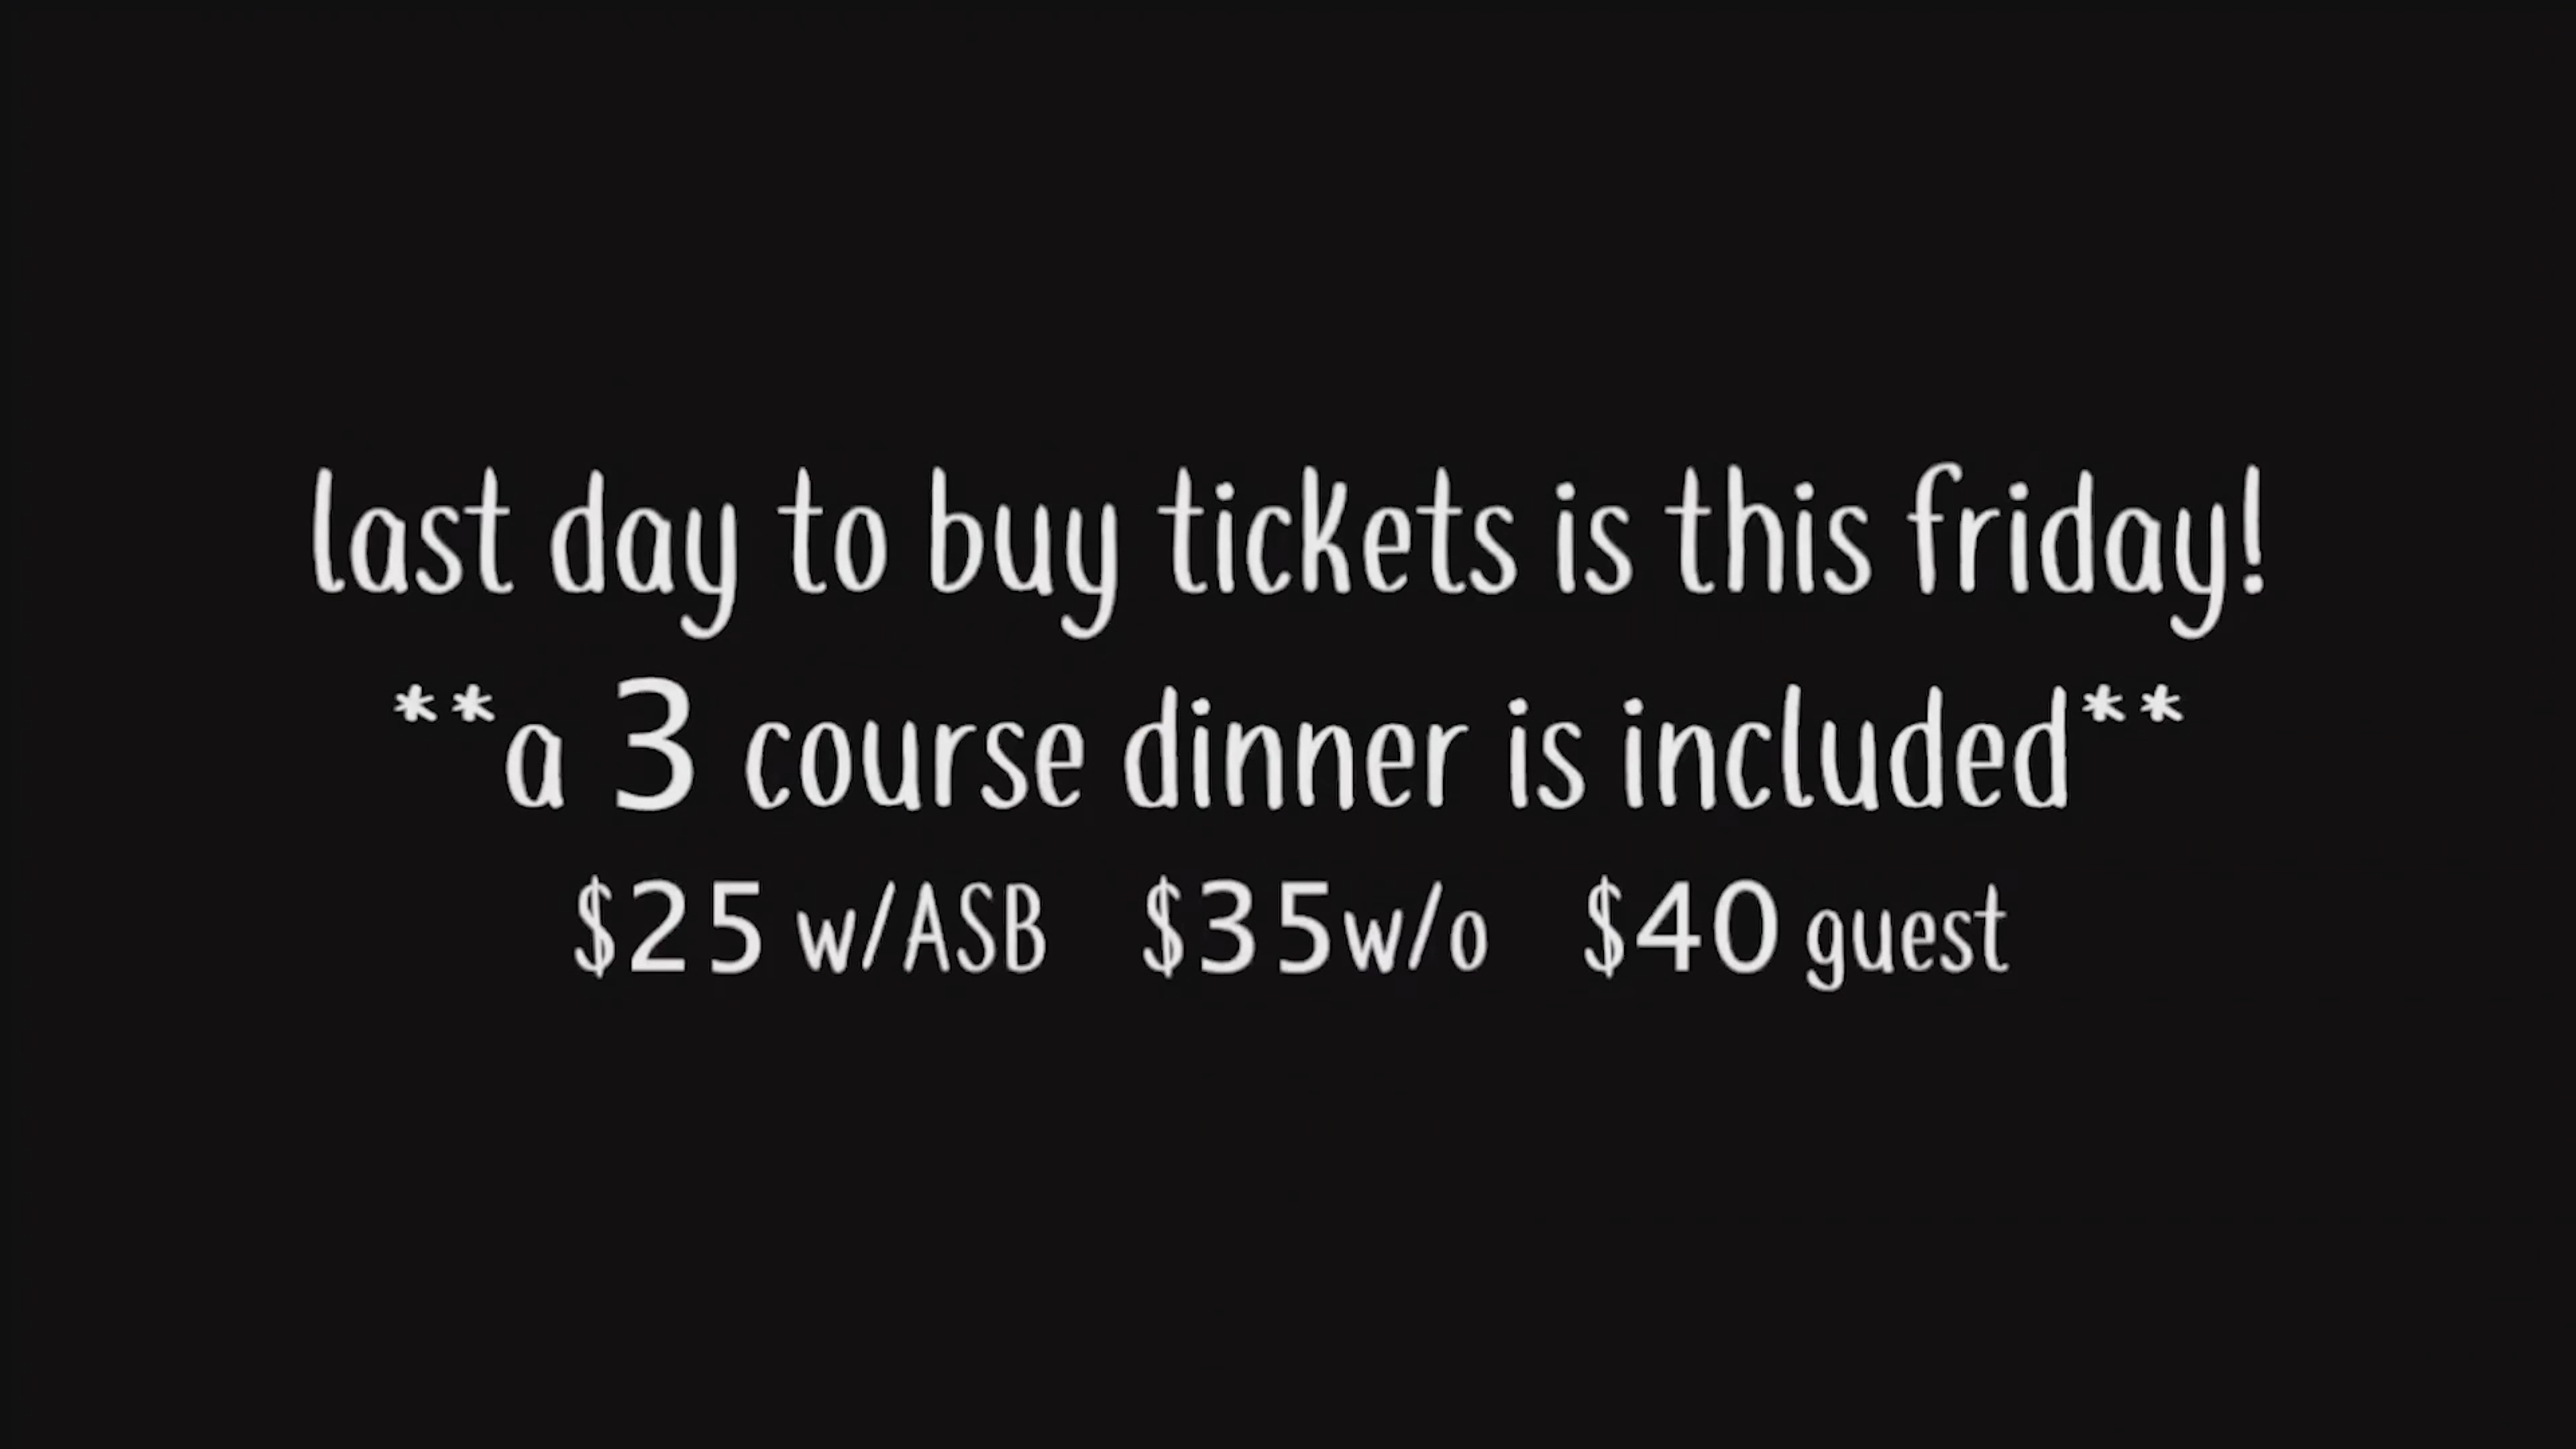 last day to buy tickets is this friday!
**a 3 course dinner is included**
$25 w/ASB $35w/o $40 guest